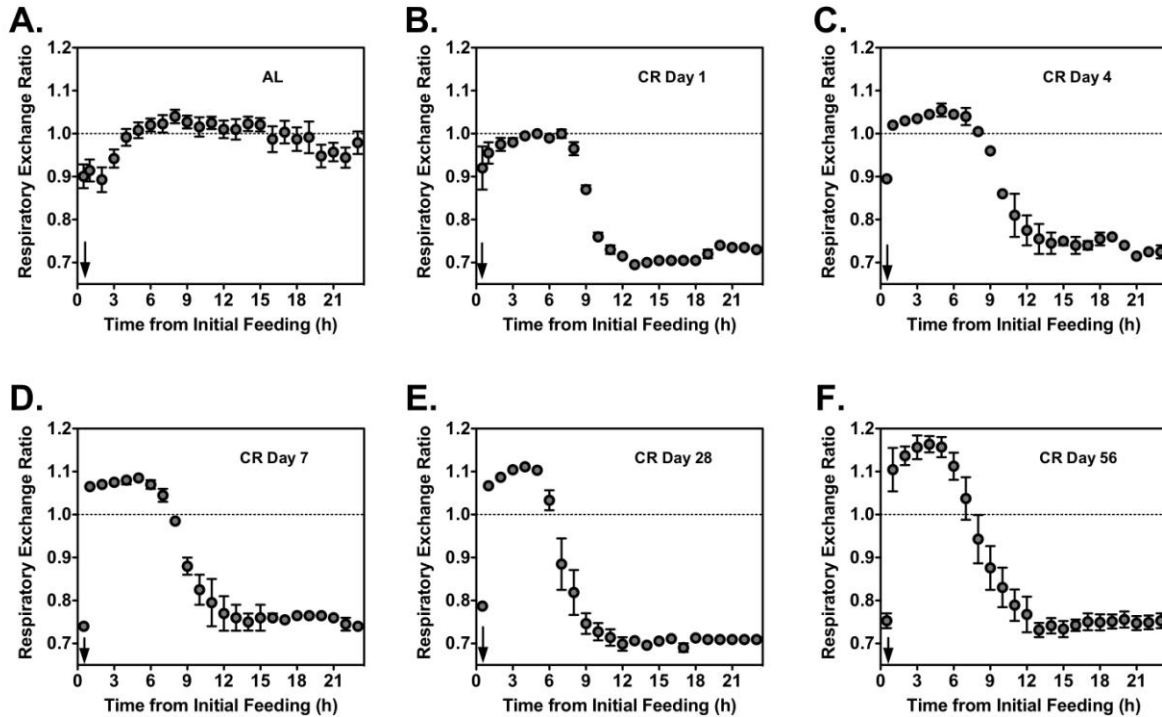 A.
Respiratory Exchange Ratio
1.2
1.1
1.0
0.9
0.8
0.7
AL
0 3 6 9 12 15 18 21
Time from Initial Feeding (h)
B.
Respiratory Exchange Ratio
1.2
1.1
1.0
0.9
0.8
0.7
CR Day 1
0 3 6 9 12 15 18 21
Time from Initial Feeding (h)
C.
Respiratory Exchange Ratio
1.2
1.1
1.0
0.9
0.8
0.7
CR Day 4
0 3 6 9 12 15 18 21
Time from Initial Feeding (h)
D.
Respiratory Exchange Ratio
1.2
1.1
1.0
0.9
0.8
0.7
CR Day 7
0 3 6 9 12 15 18 21
Time from Initial Feeding (h)
E.
Respiratory Exchange Ratio
1.2
1.1
1.0
0.9
0.8
0.7
CR Day 28
0 3 6 9 12 15 18 21
Time from Initial Feeding (h)
F.
Respiratory Exchange Ratio
1.2
1.1
1.0
0.9
0.8
0.7
CR Day 56
0 3 6 9 12 15 18 21
Time from Initial Feeding (h)